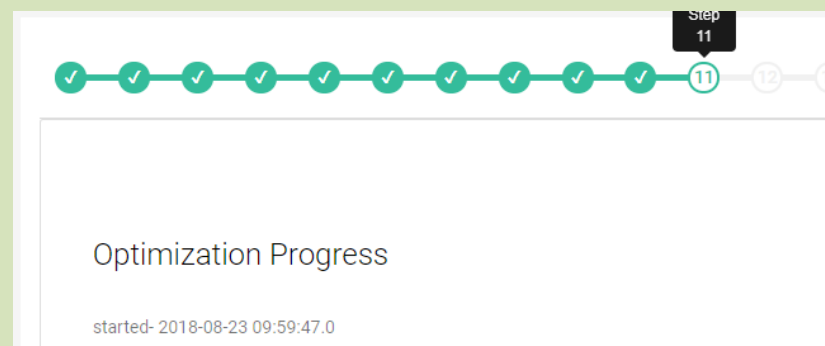 Step
11
11 12
Optimization Progress
started- 2018-08-23 09:59:47.0